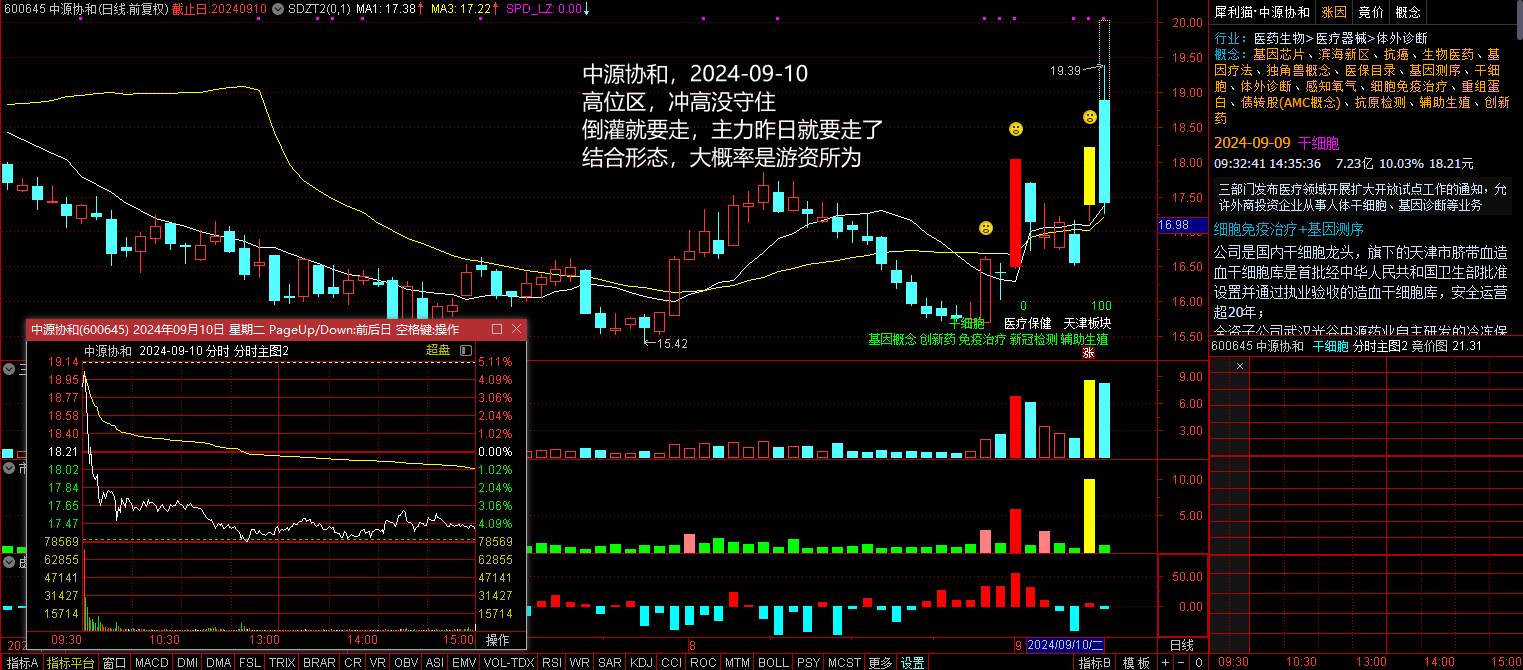 600645 中源协和(日线.前复权) 截止日:20240910 SDZT2(0,1) MA1: 17.38↑ MA3: 17.22↑ SPD_LZ: 0.00↓
中源协和，2024-09-10
高位区，冲高没守住
倒灌就要走，主力昨日就要走了
结合形态，大概率是游资所为
19.39
15.42
0
100
干细胞 医疗保健 天津板块
基因概念 创新药 免疫治疗 新冠检测 辅助生殖
涨
20.00
19.50
19.00
18.50
18.00
17.50
16.98
16.50
16.00
15.50
9.00
6.00
3.00
10.00
5.00
50.00
0.00
中源协和(600645) 2024年09月10日 星期二 PageUp/Down:前后日 空格键:操作
中源协和 2024-09-10 分时 分时主图2 超盘
19.14 5.11%
18.95 4.09%
18.77 3.06%
18.58 2.04%
18.40 1.02%
18.21 0.00%
18.02 1.02%
17.84 2.04%
17.65 3.06%
17.47 4.09%
78569 78569
62855 62855
47141 47141
31427 31427
15714 15714
09:30 10:30 13:00 14:00 15:00 操作
202
8
9
2024/09/10/二
日线
指标A 指标平台 窗口 MACD DMI DMA FSL TRIX BRAR CR VR OBV ASI EMV VOL-TDX RSI WR SAR KDJ CCI ROC MTM BOLL PSY MCST 更多 设置 指标B 模板 + − O
犀利猫·中源协和 涨因 竞价 概念
行业：医药生物>医疗器械>体外诊断
概念：基因芯片、滨海新区、抗癌、生物医药、基
因疗法、独角兽概念、医保目录、基因测序、干细
胞、体外诊断、感知氧气、细胞免疫治疗、重组蛋
白、债转股(AMC概念)、抗原检测、辅助生殖、创新
药
2024-09-09 干细胞
09:32:41 14:35:36 7.23亿 10.03% 18.21元
三部门发布医疗领域开展扩大开放试点工作的通知，允
许外商投资企业从事人体干细胞、基因诊断等业务
细胞免疫治疗+基因测序
公司是国内干细胞龙头，旗下的天津市脐带血造
血干细胞库是首批经中华人民共和国卫生部批准
设置并通过执业验收的造血干细胞库，安全运营
超20年；
全资子公司武汉光谷中源药业自主研发的冷冻保
600645 中源协和 干细胞 分时主图2 竞价图 21.31
×
09:30 10:30 13:00 14:00 15:00